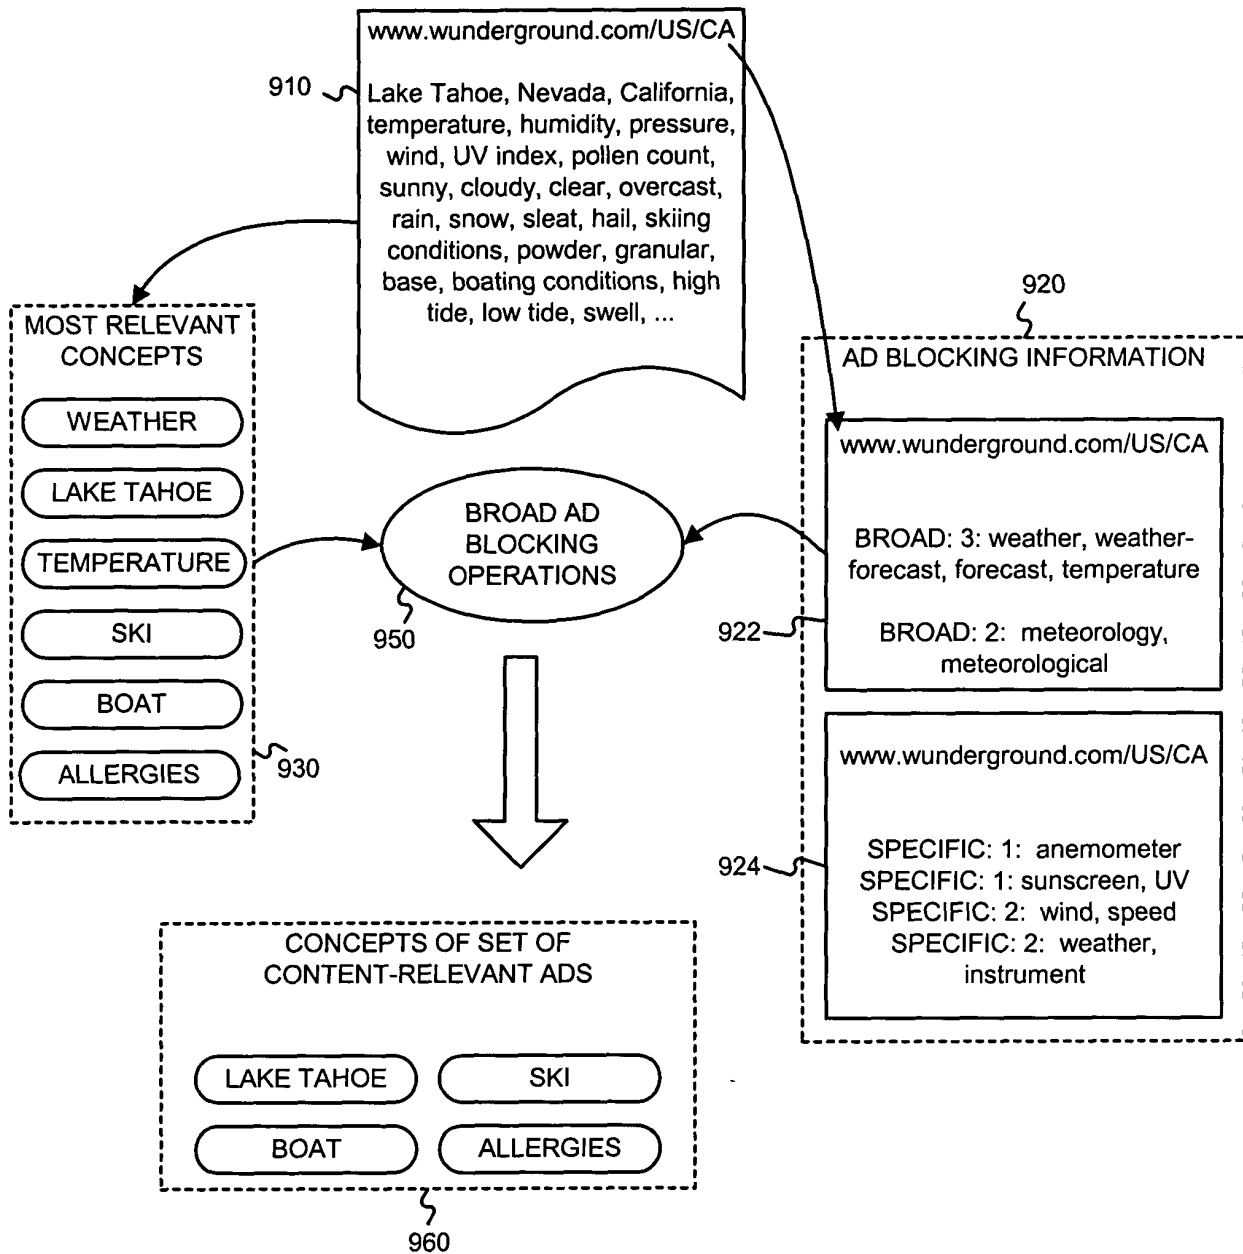 www.wunderground.com/US/CA
910
Lake Tahoe, Nevada, California,
temperature, humidity, pressure,
wind, UV index, pollen count,
sunny, cloudy, clear, overcast,
rain, snow, sleat, hail, skiing
conditions, powder, granular,
base, boating conditions, high
tide, low tide, swell, ...
MOST RELEVANT
CONCEPTS
WEATHER
LAKE TAHOE
TEMPERATURE
SKI
BOAT
ALLERGIES
930
BROAD AD
BLOCKING
OPERATIONS
950
920
AD BLOCKING INFORMATION
www.wunderground.com/US/CA
BROAD: 3: weather, weather-
forecast, forecast, temperature
922
BROAD: 2: meteorology,
meteorological
www.wunderground.com/US/CA
924
SPECIFIC: 1: anemometer
SPECIFIC: 1: sunscreen, UV
SPECIFIC: 2: wind, speed
SPECIFIC: 2: weather,
instrument
CONCEPTS OF SET OF
CONTENT-RELEVANT ADS
LAKE TAHOE
SKI
BOAT
ALLERGIES
960